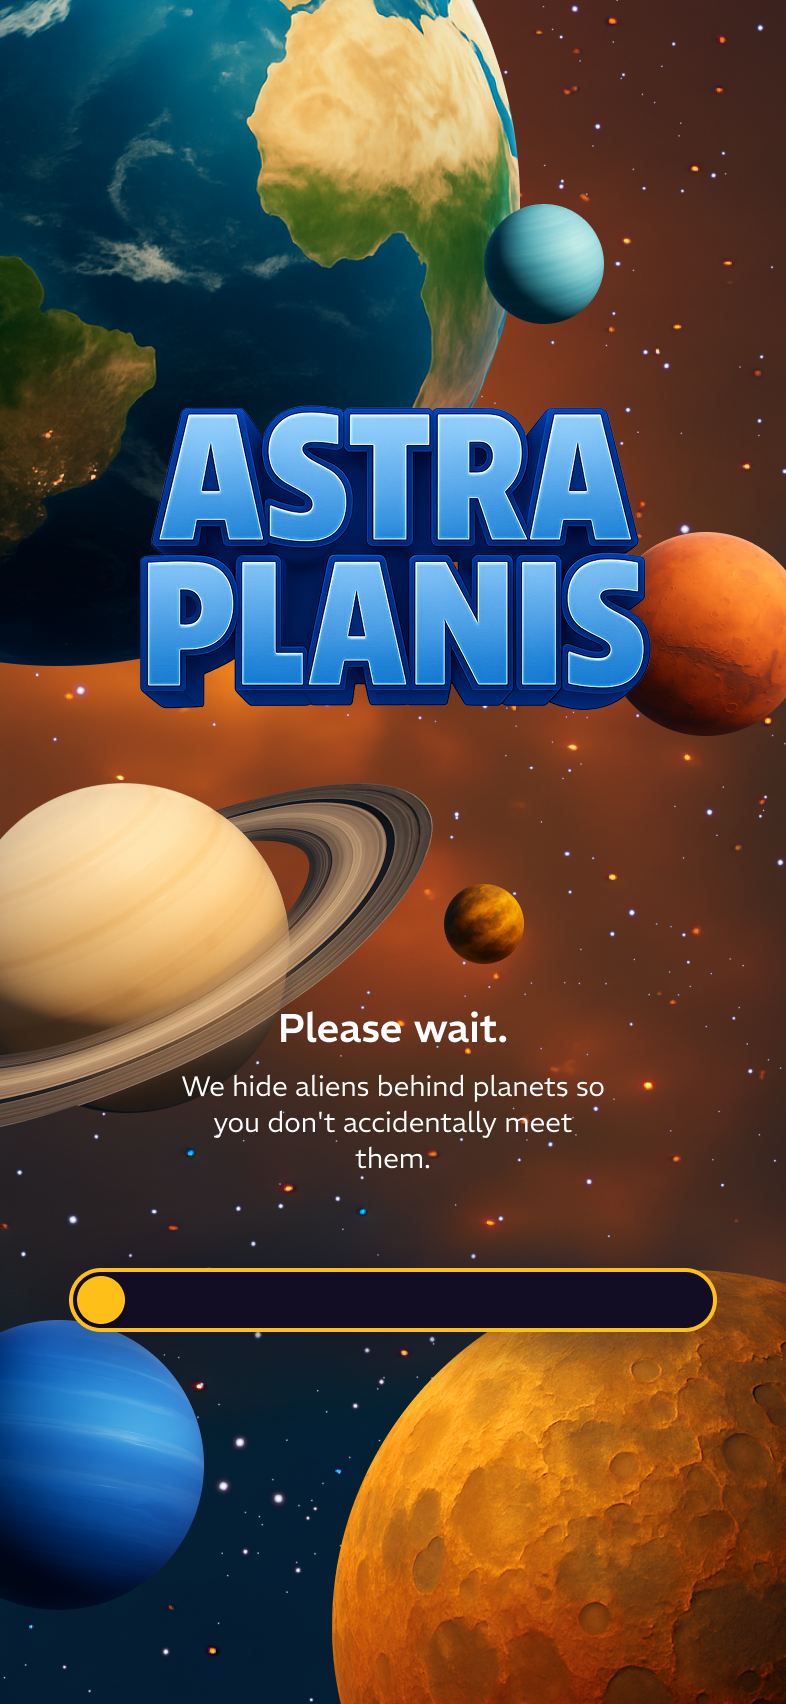 ASTRA
PLANIS
Please wait.
We hide aliens behind planets so
you don't accidentally meet
them.